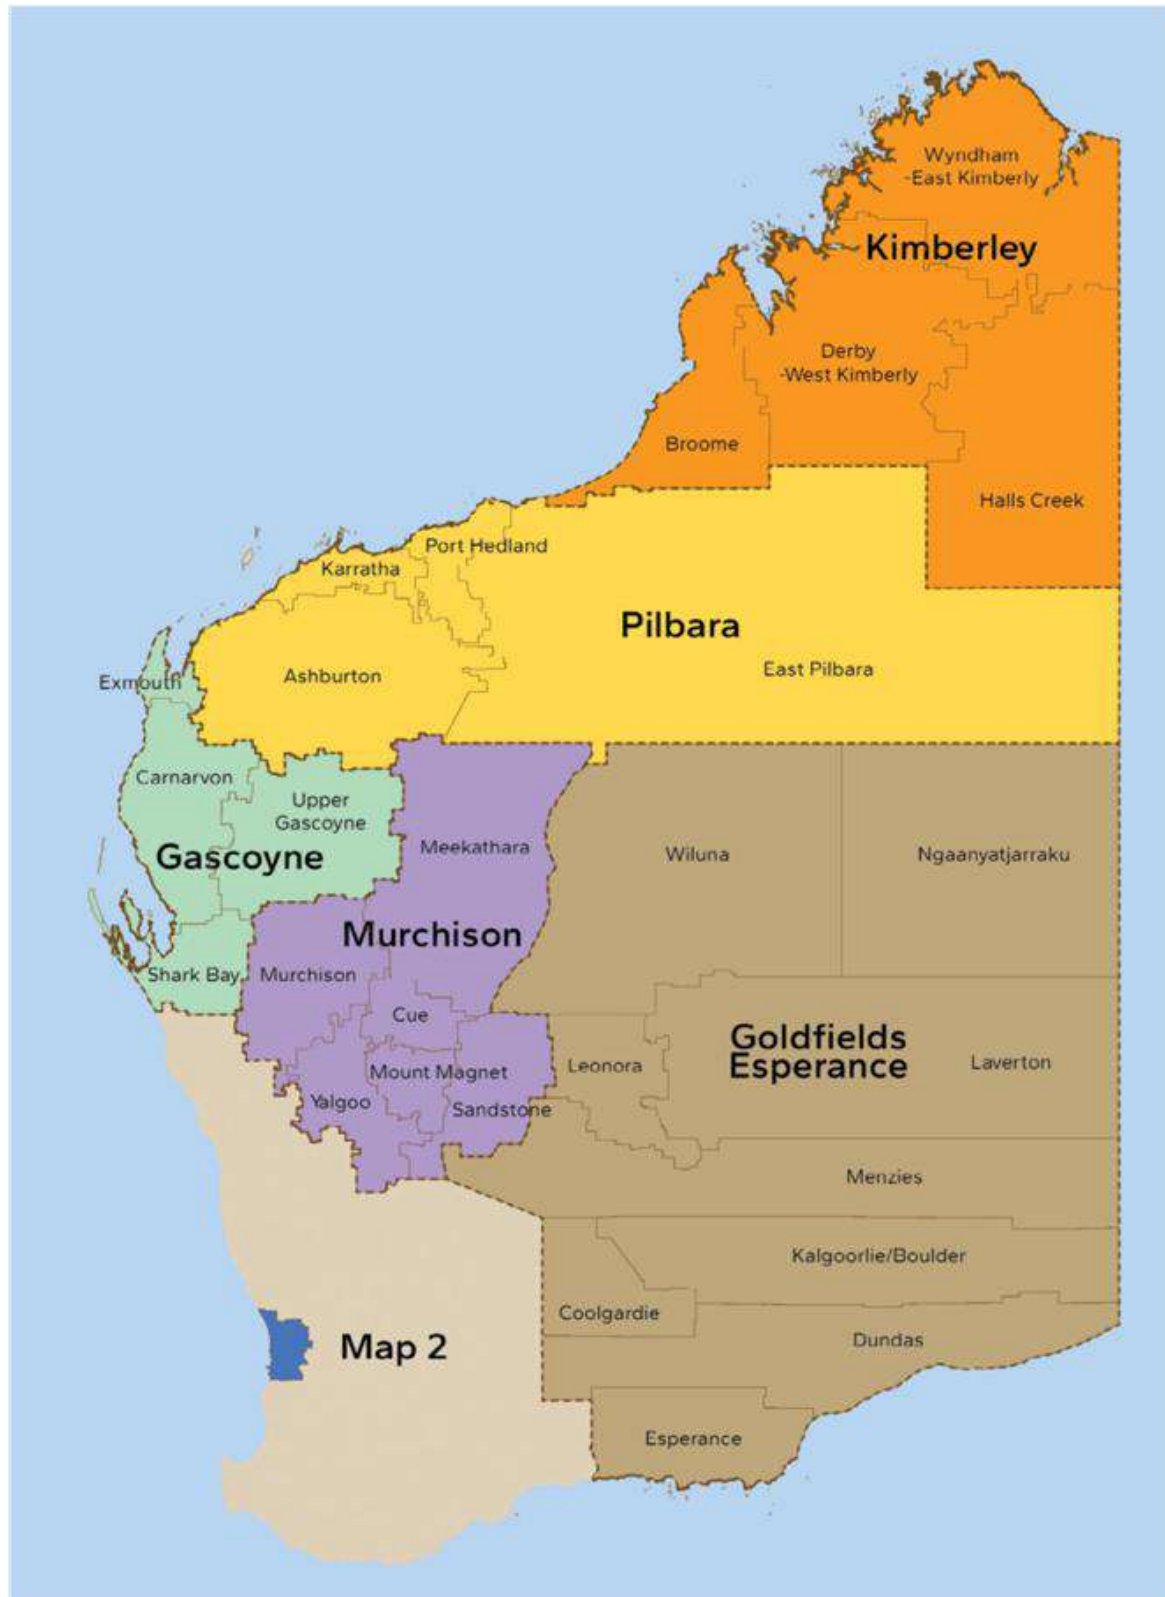 Wyndham
-East Kimberly
Kimberley
Derby
-West Kimberly
Broome
Halls Creek
Port Hedland
Karratha
Pilbara
East Pilbara
Ashburton
Exmouth
Carnarvon
Upper
Gascoyne
Gascoyne
Meekathara
Wiluna
Ngaanyatjarraku
Murchison
Shark Bay
Murchison
Cue
Goldfields
Esperance
Leonora
Laverton
Mount Magnet
Yalgoo
Sandstone
Menzies
Kalgoorlie/Boulder
Coolgardie
Map 2
Dundas
Esperance